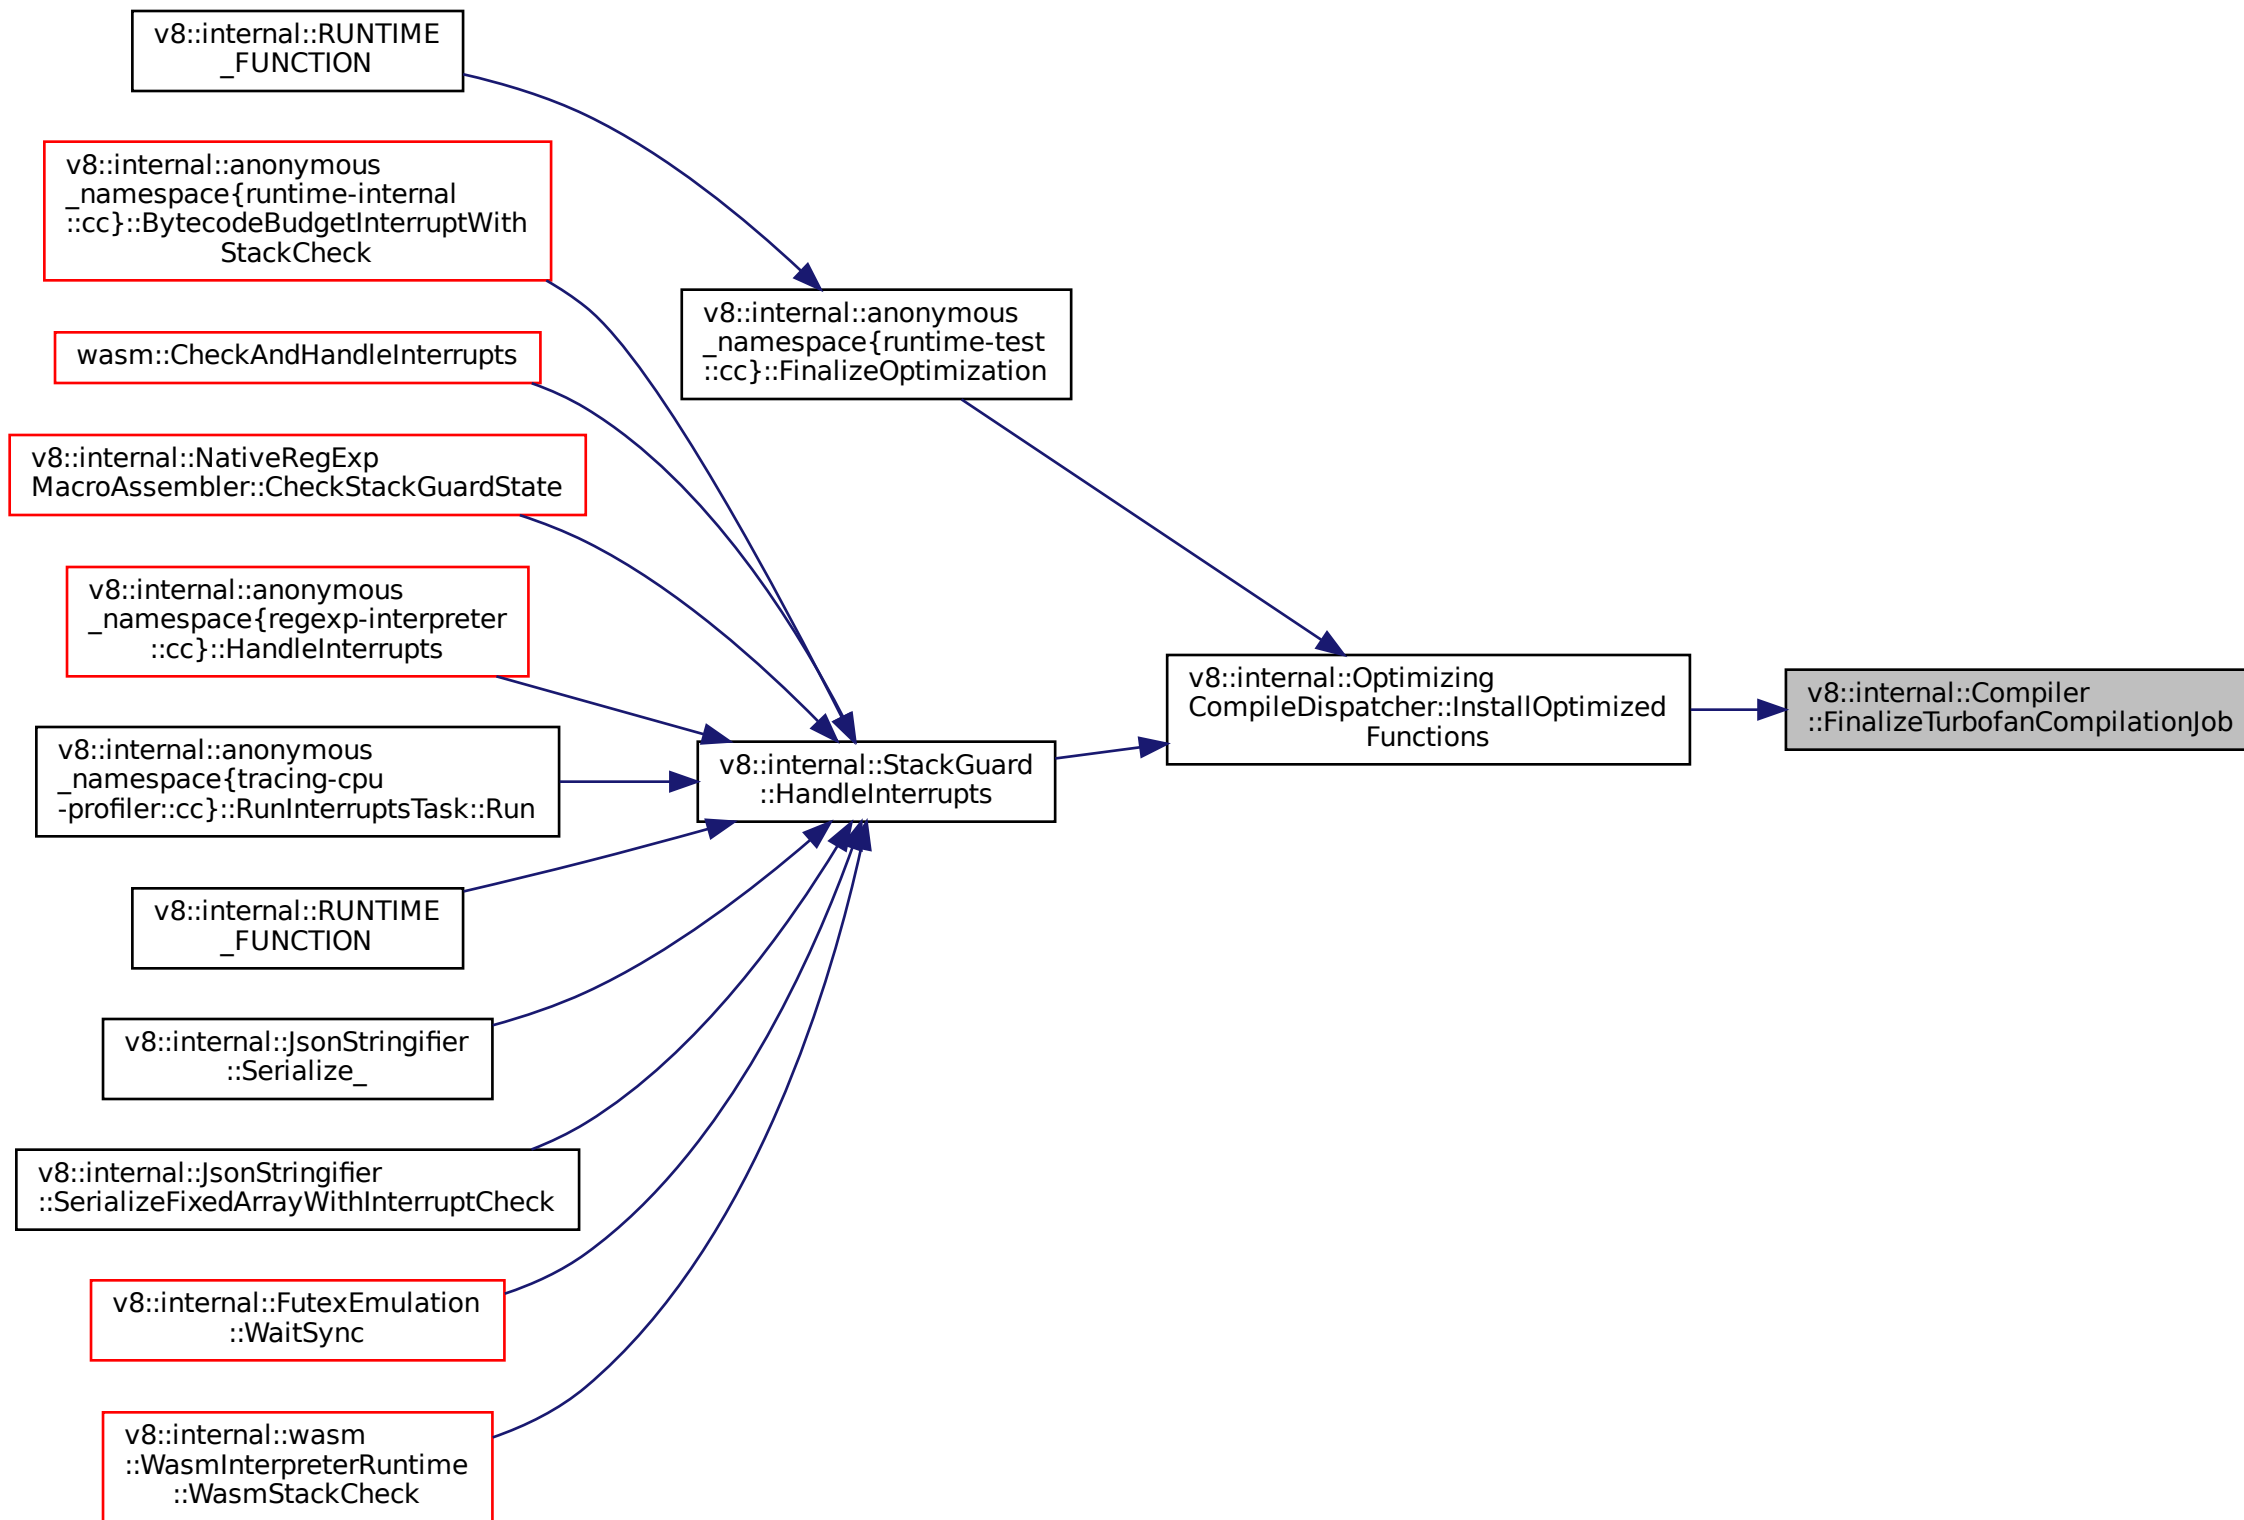 v8::internal::RUNTIME
_FUNCTION
v8::internal::anonymous
_namespace{runtime-internal
::cc}::BytecodeBudgetInterruptWith
StackCheck
wasm::CheckAndHandleInterrupts
v8::internal::NativeRegExp
MacroAssembler::CheckStackGuardState
v8::internal::anonymous
_namespace{regexp-interpreter
::cc}::HandleInterrupts
v8::internal::anonymous
_namespace{tracing-cpu
-profiler::cc}::RunInterruptsTask::Run
v8::internal::RUNTIME
_FUNCTION
v8::internal::JsonStringifier
::Serialize_
v8::internal::JsonStringifier
::SerializeFixedArrayWithInterruptCheck
v8::internal::FutexEmulation
::WaitSync
v8::internal::wasm
::WasmInterpreterRuntime
::WasmStackCheck
v8::internal::anonymous
_namespace{runtime-test
::cc}::FinalizeOptimization
v8::internal::StackGuard
::HandleInterrupts
v8::internal::Optimizing
CompileDispatcher::InstallOptimized
Functions
v8::internal::Compiler
::FinalizeTurbofanCompilationJob